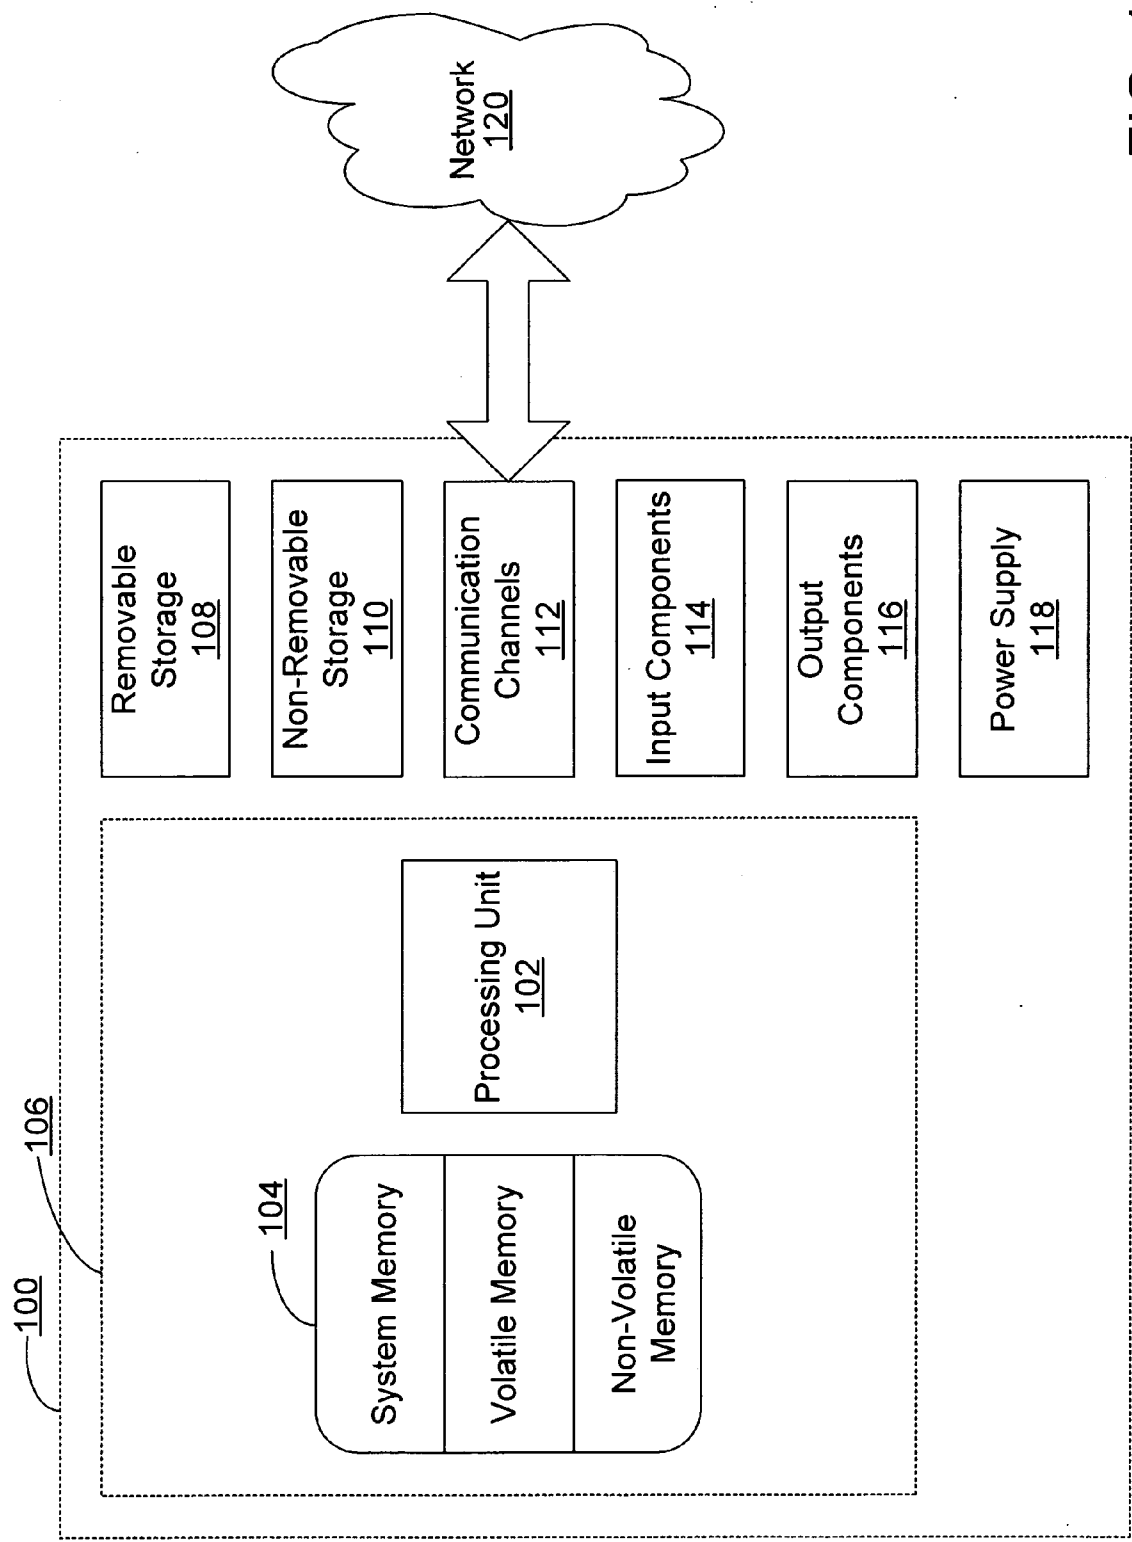 100
106
104
System Memory
Volatile Memory
Non-Volatile
Memory
Processing Unit
102
Removable
Storage
108
Non-Removable
Storage
110
Communication
Channels
112
Input Components
114
Output
Components
116
Power Supply
118
Network
120